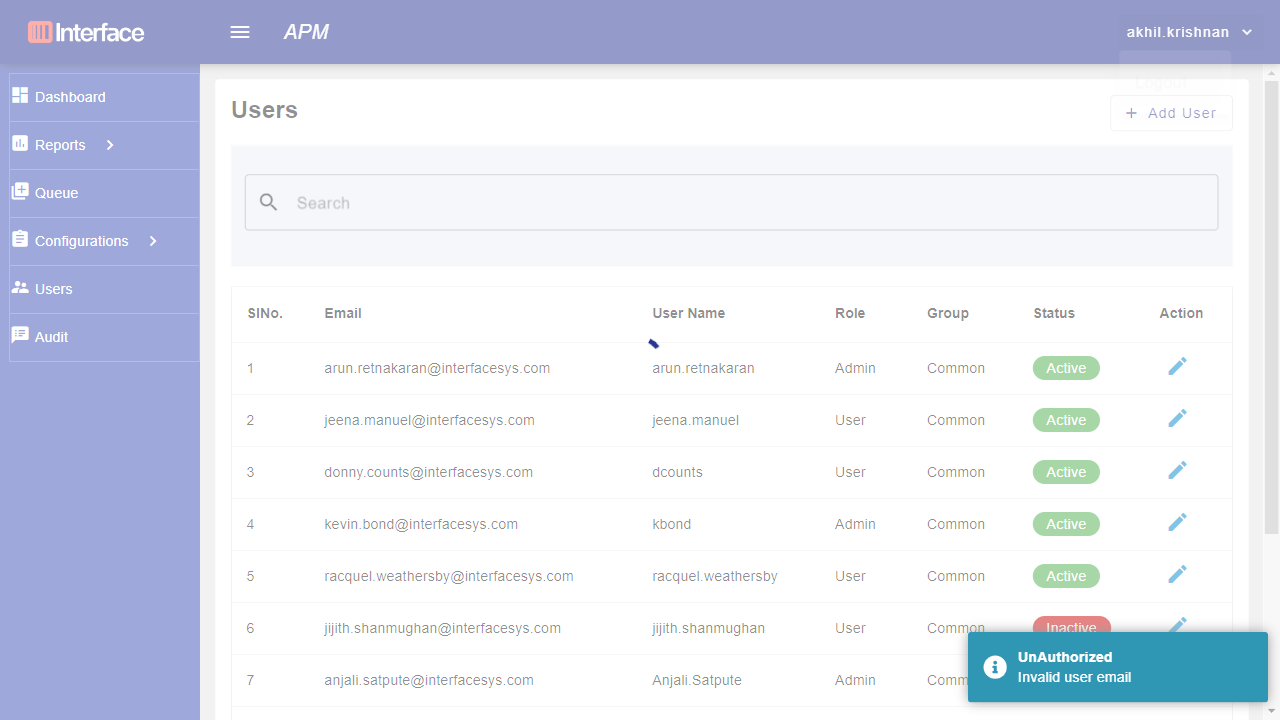 Interface
APM
akhil.krishnan
Logout
Dashboard
Reports
Queue
Configurations
Users
Audit
Users
+ Add User
Search
SlNo. Email User Name Role Group Status Action
1 arun.retnakaran@interfacesys.com arun.retnakaran Admin Common Active
2 jeena.manuel@interfacesys.com jeena.manuel User Common Active
3 donny.counts@interfacesys.com dcounts User Common Active
4 kevin.bond@interfacesys.com kbond Admin Common Active
5 racquel.weathersby@interfacesys.com racquel.weathersby User Common Active
6 jijith.shanmughan@interfacesys.com jijith.shanmughan User Common Inactive
7 anjali.satpute@interfacesys.com Anjali.Satpute Admin Comm
UnAuthorized
Invalid user email